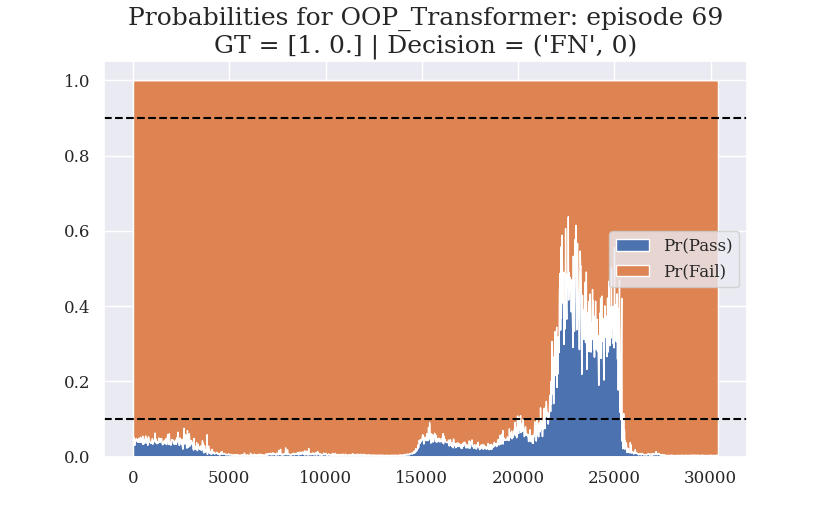 Probabilities for OOP_Transformer: episode 69
GT = [1. 0.] | Decision = ('FN', 0)
1.0
0.8
0.6
0.4
0.2
0.0
Pr(Pass)
Pr(Fail)
0 5000 10000 15000 20000 25000 30000